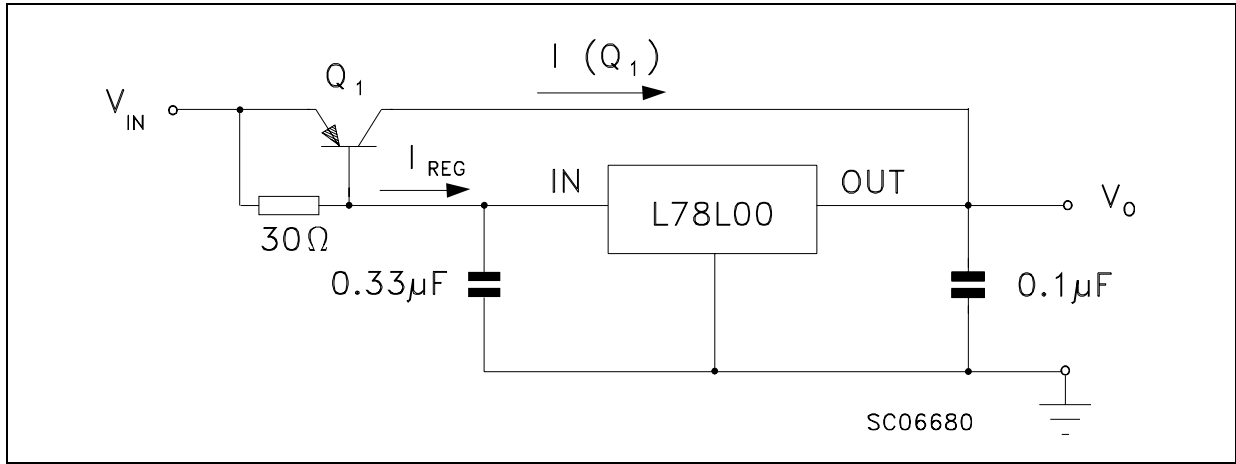 I (Q1)
Q1
VIN
IREG
IN
OUT
L78L00
VO
30Ω
0.33µF
0.1µF
SC06680